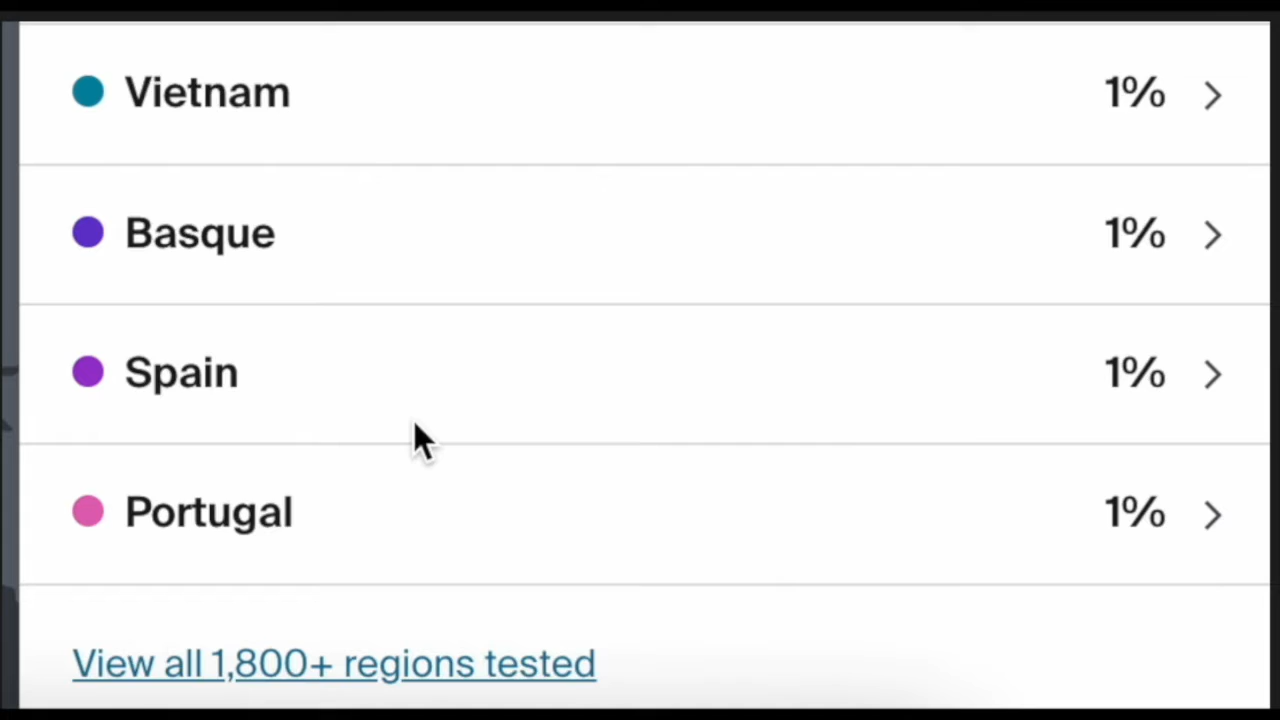 Vietnam 1%
Basque 1%
Spain 1%
Portugal 1%
View all 1,800+ regions tested